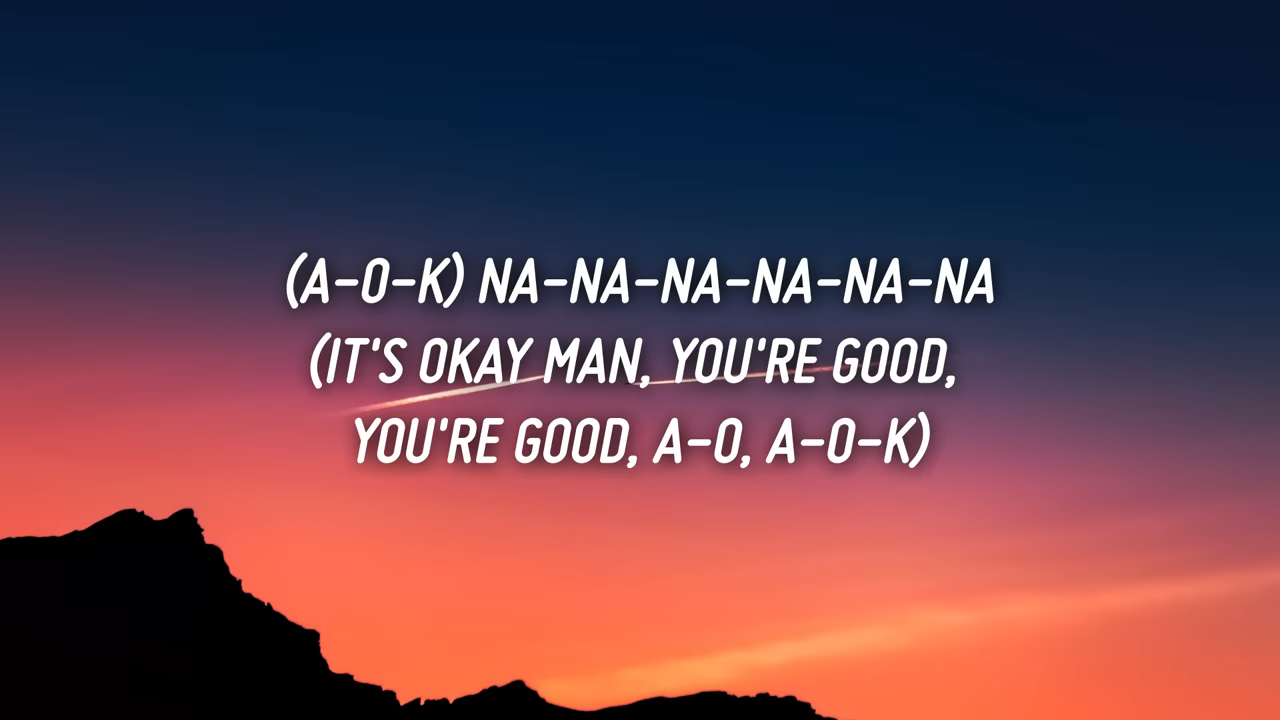 (A-O-K) NA-NA-NA-NA-NA-NA
(IT'S OKAY MAN, YOU'RE GOOD,
YOU'RE GOOD, A-O, A-O-K)